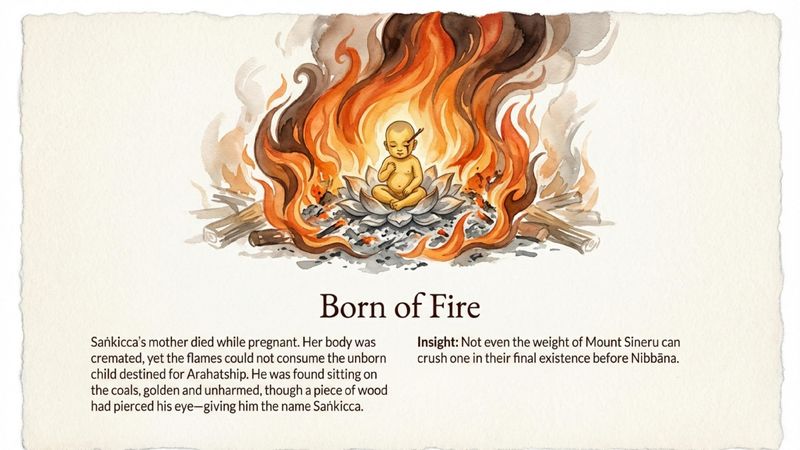 Born of Fire
Saṅkicca's mother died while pregnant. Her body was
cremated, yet the flames could not consume the unborn
child destined for Arahatship. He was found sitting on
the coals, golden and unharmed, though a piece of wood
had pierced his eye—giving him the name Saṅkicca.
Insight: Not even the weight of Mount Sineru can
crush one in their final existence before Nibbāna.